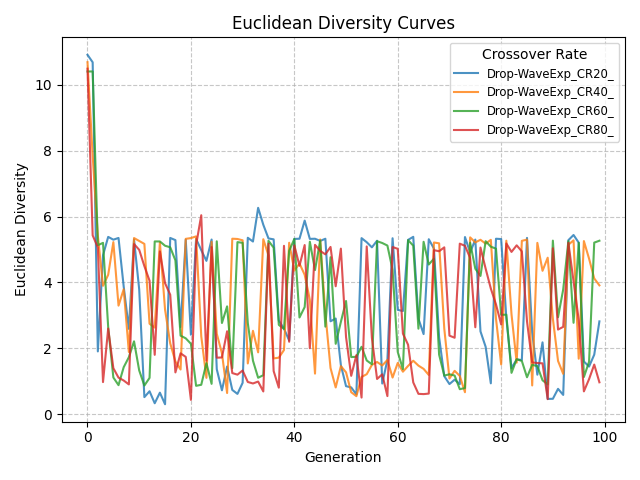 Euclidean Diversity Curves
Crossover Rate
Drop-WaveExp_CR20_
Drop-WaveExp_CR40_
Drop-WaveExp_CR60_
Drop-WaveExp_CR80_
Euclidean Diversity
10
8
6
4
2
0
0 20 40 60 80 100
Generation